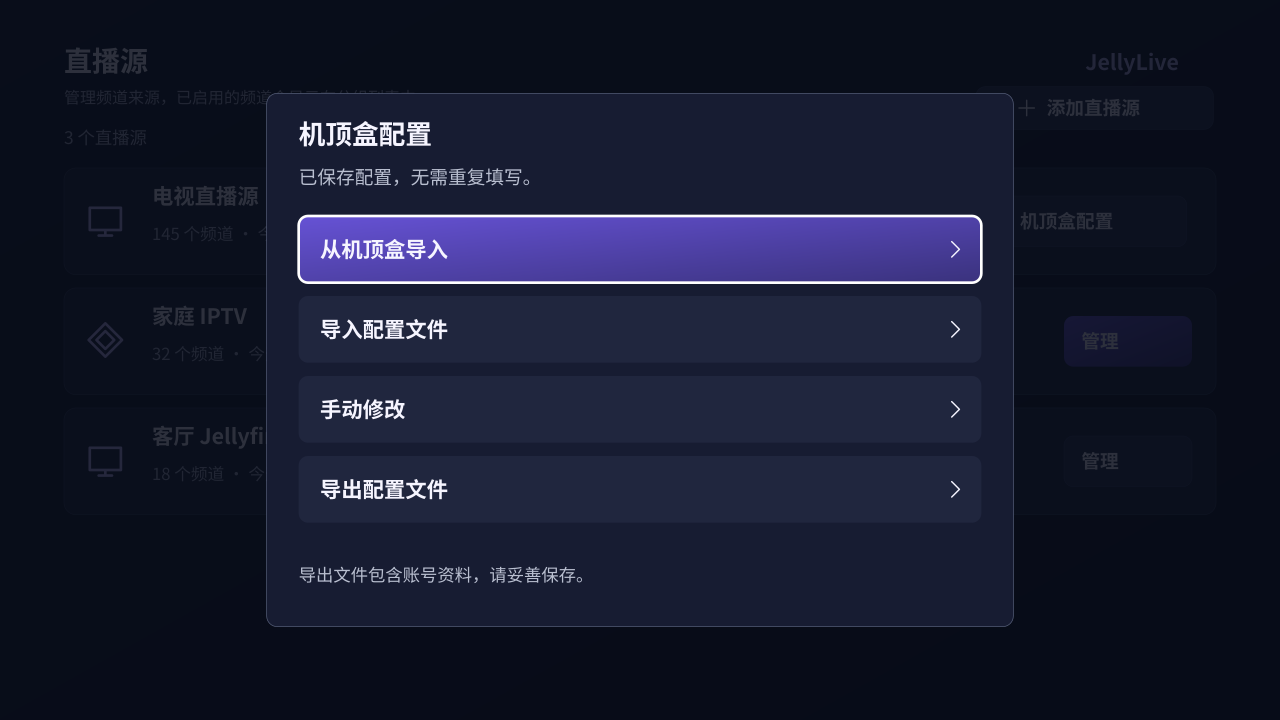 直播源
JellyLive
管理频道来源，已启用的频道
添加直播源
3 个直播源
机顶盒配置
已保存配置，无需重复填写。
电视直播源
145 个频道 · 今
机顶盒配置
从机顶盒导入
家庭 IPTV
32 个频道 · 今
管理
导入配置文件
手动修改
客厅 Jellyfi
18 个频道 · 今
管理
导出配置文件
导出文件包含账号资料，请妥善保存。